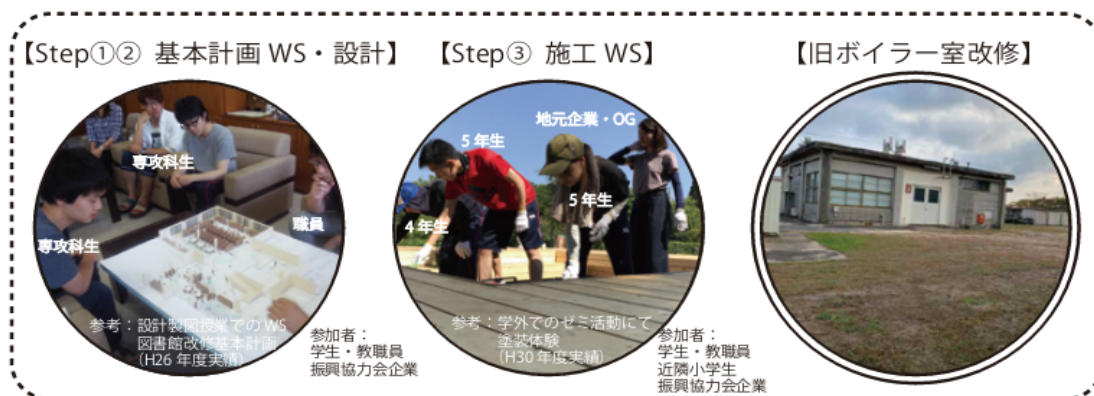 【Step①② 基本計画 WS・設計】
専攻科生
専攻科生
職員
参考：設計製図授業での WS
図書館改修基本計画
（H26 年度実績）
参加者：
学生・教職員
振興協力会企業
【Step③ 施工 WS】
地元企業・OG
5 年生
5 年生
4 年生
参考：学外でのゼミ活動にて
塗装体験
（H30 年度実績）
参加者：
学生・教職員
近隣小学生
振興協力会企業
【旧ボイラー室改修】